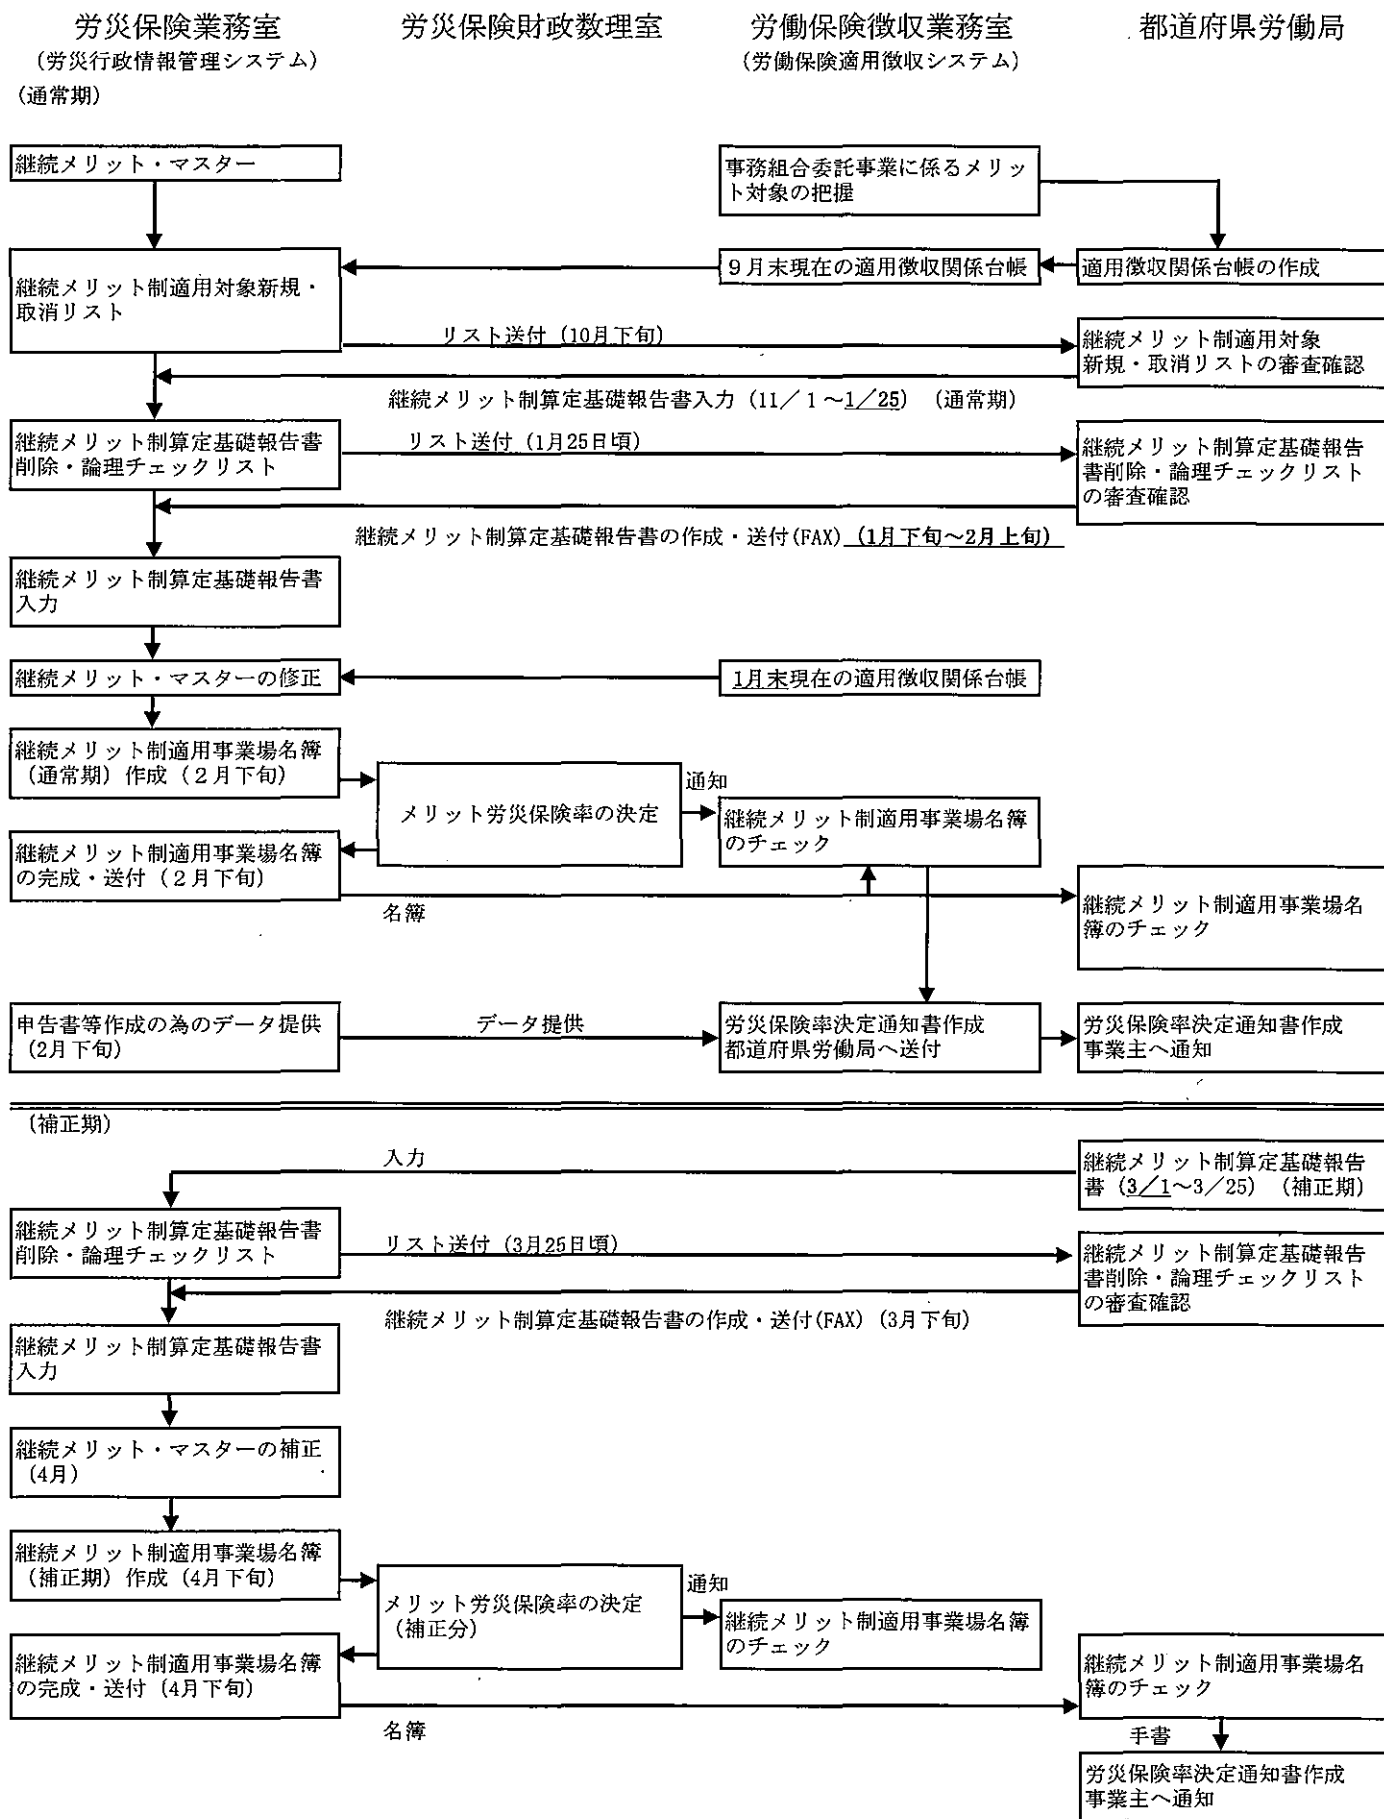 労災保険業務室
(労災行政情報管理システム)
労災保険財政数理室
労働保険徴収業務室
(労働保険適用徴収システム)
都道府県労働局
(通常期)
継続メリット・マスター
事務組合委託事業に係るメリッ
ト対象の把握
継続メリット制適用対象新規・
取消リスト
9月末現在の適用徴収関係台帳
適用徴収関係台帳の作成
リスト送付(10月下旬)
継続メリット制適用対象
新規・取消リストの審査確認
継続メリット制算定基礎報告書入力(11/1~1/25)(通常期)
継続メリット制算定基礎報告書
削除・論理チェックリスト
リスト送付(1月25日頃)
継続メリット制算定基礎報告
書削除・論理チェックリスト
の審査確認
継続メリット制算定基礎報告書の作成・送付(FAX)(1月下旬~2月上旬)
継続メリット制算定基礎報告書
入力
継続メリット・マスターの修正
1月末現在の適用徴収関係台帳
継続メリット制適用事業場名簿
(通常期)作成(2月下旬)
メリット労災保険率の決定
通知
継続メリット制適用事業場名簿
のチェック
継続メリット制適用事業場名簿
の完成・送付(2月下旬)
名簿
継続メリット制適用事業場名
簿のチェック
申告書等作成の為のデータ提供
(2月下旬)
データ提供
労災保険率決定通知書作成
都道府県労働局へ送付
労災保険率決定通知書作成
事業主へ通知
(補正期)
入力
継続メリット制算定基礎報告
書(3/1~3/25)(補正期)
継続メリット制算定基礎報告書
削除・論理チェックリスト
リスト送付(3月25日頃)
継続メリット制算定基礎報告
書削除・論理チェックリスト
の審査確認
継続メリット制算定基礎報告書の作成・送付(FAX)(3月下旬)
継続メリット制算定基礎報告書
入力
継続メリット・マスターの補正
(4月)
継続メリット制適用事業場名簿
(補正期)作成(4月下旬)
メリット労災保険率の決定
(補正分)
通知
継続メリット制適用事業場名簿
のチェック
継続メリット制適用事業場名簿
の完成・送付(4月下旬)
名簿
継続メリット制適用事業場名
簿のチェック
手書
労災保険率決定通知書作成
事業主へ通知